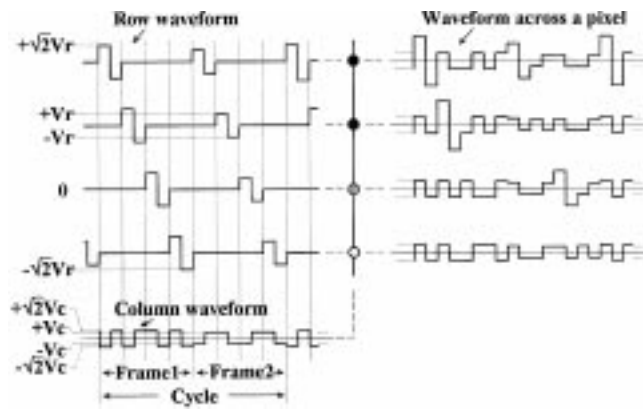 Row waveform
Waveform across a pixel
+√2Vr
+Vr
-Vr
0
-√2Vr
Column waveform
+√2Vc
+Vc
-Vc
-√2Vc
Frame1
Frame2
Cycle